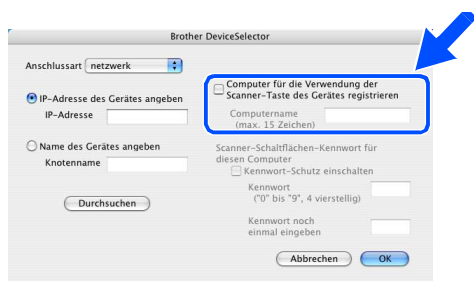 Brother DeviceSelector
Anschlussart netzwerk
IP-Adresse des Gerätes angeben
IP-Adresse
Name des Gerätes angeben
Knotenname
Durchsuchen
Computer für die Verwendung der
Scanner-Taste des Gerätes registrieren
Computername
(max. 15 Zeichen)
Scanner-Schaltflächen-Kennwort für
diesen Computer
Kennwort-Schutz einschalten
Kennwort
("0" bis "9", 4 vierstellig)
Kennwort noch
einmal eingeben
Abbrechen OK